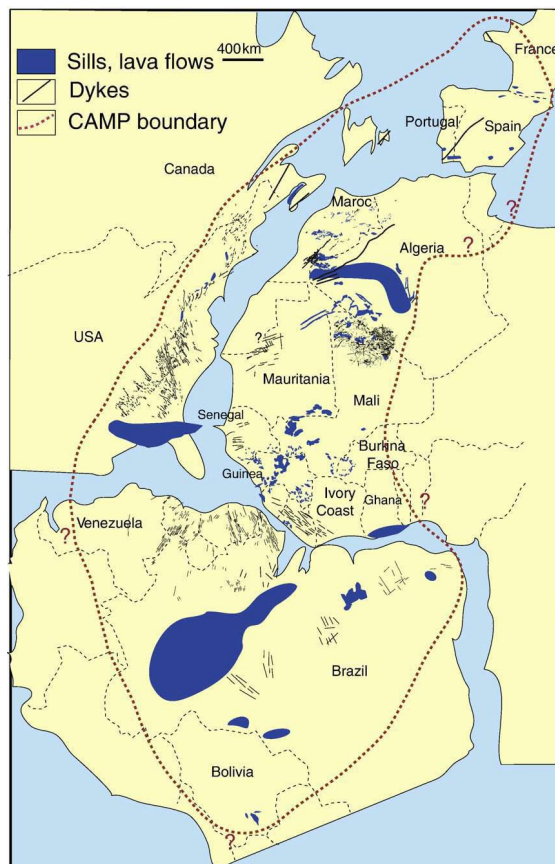 400km
France
Sills, lava flows
Dykes
CAMP boundary
Portugal
Spain
Canada
Maroc
?
?
Algeria
USA
?
Mauritania
Mali
Senegal
Burkina
Faso
Guinea
Ivory
Coast
Ghana
?
Venezuela
?
Brazil
Bolivia
?